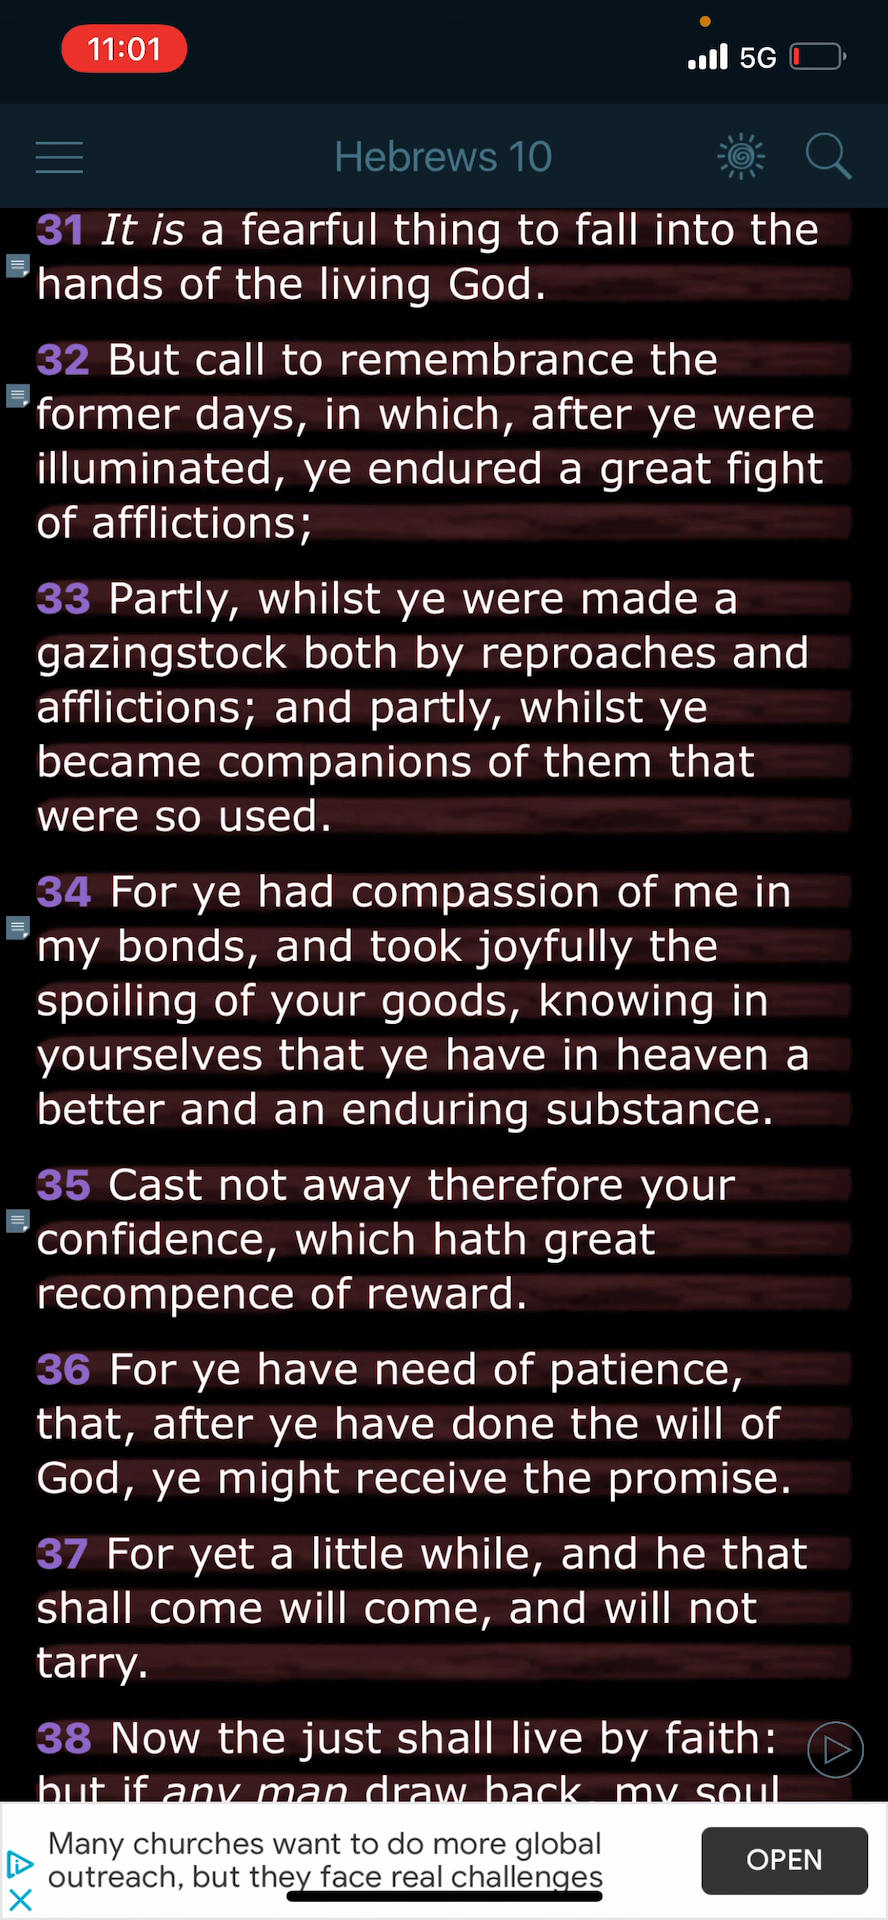 11:01
5G
Hebrews 10
31 It is a fearful thing to fall into the
hands of the living God.
32 But call to remembrance the
former days, in which, after ye were
illuminated, ye endured a great fight
of afflictions;
33 Partly, whilst ye were made a
gazingstock both by reproaches and
afflictions; and partly, whilst ye
became companions of them that
were so used.
34 For ye had compassion of me in
my bonds, and took joyfully the
spoiling of your goods, knowing in
yourselves that ye have in heaven a
better and an enduring substance.
35 Cast not away therefore your
confidence, which hath great
recompence of reward.
36 For ye have need of patience,
that, after ye have done the will of
God, ye might receive the promise.
37 For yet a little while, and he that
shall come will come, and will not
tarry.
38 Now the just shall live by faith:
but if any man draw back, my soul
Many churches want to do more global
outreach, but they face real challenges
OPEN